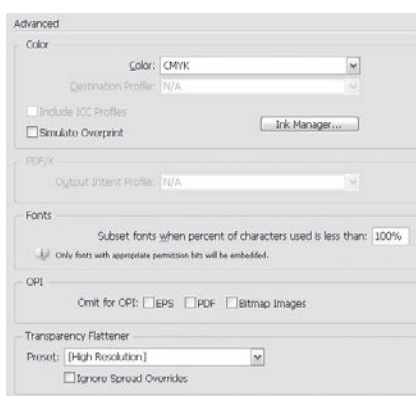 Advanced
Color
Color: CMYK
Destination Profile: N/A
Include ICC Profiles
Simulate Overprint
Ink Manager...
PDF/X
Output Intent Profile: N/A
Fonts
Subset fonts when percent of characters used is less than: 100%
Only fonts with appropriate permission bits will be embedded.
OPI
Omit for OPI: EPS PDF Bitmap Images
Transparency Flattener
Preset: [High Resolution]
Ignore Spread Overrides